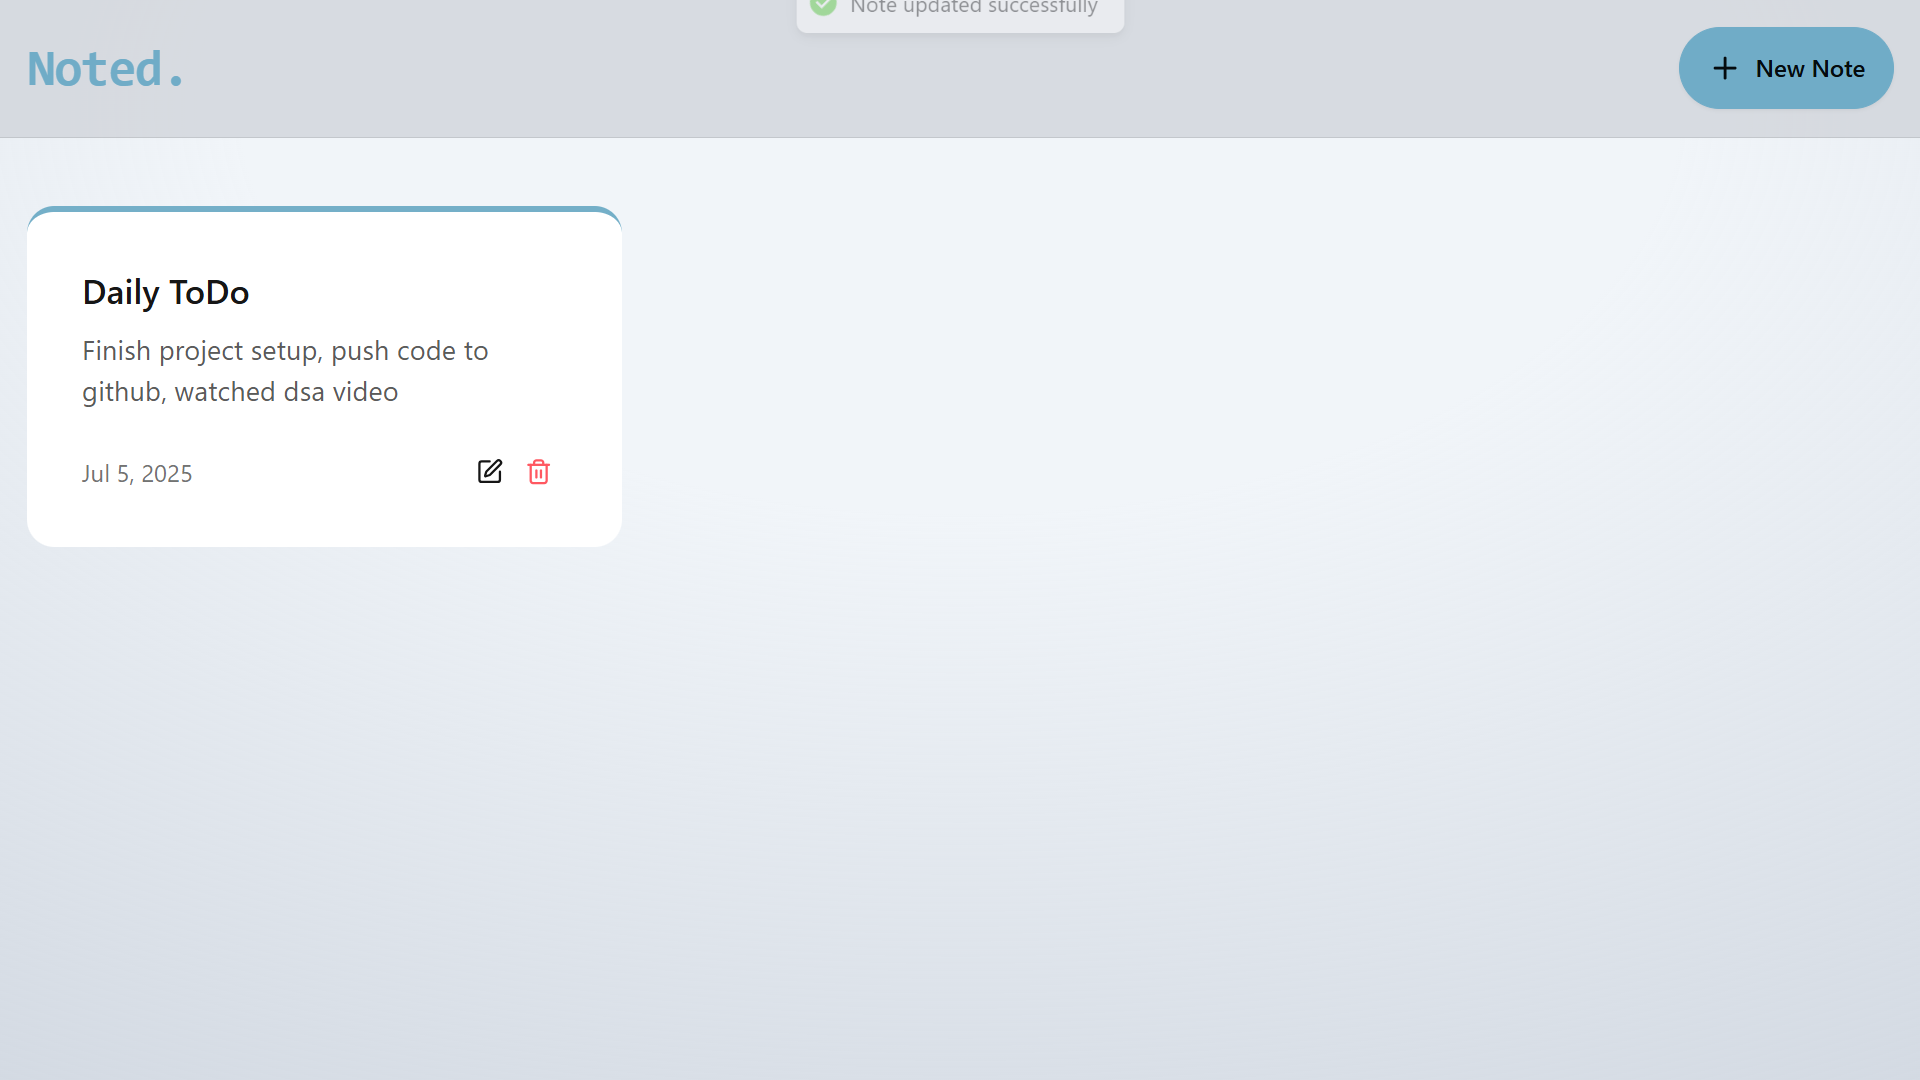 Note updated successfully
Noted.
New Note
Daily ToDo
Finish project setup, push code to
github, watched dsa video
Jul 5, 2025